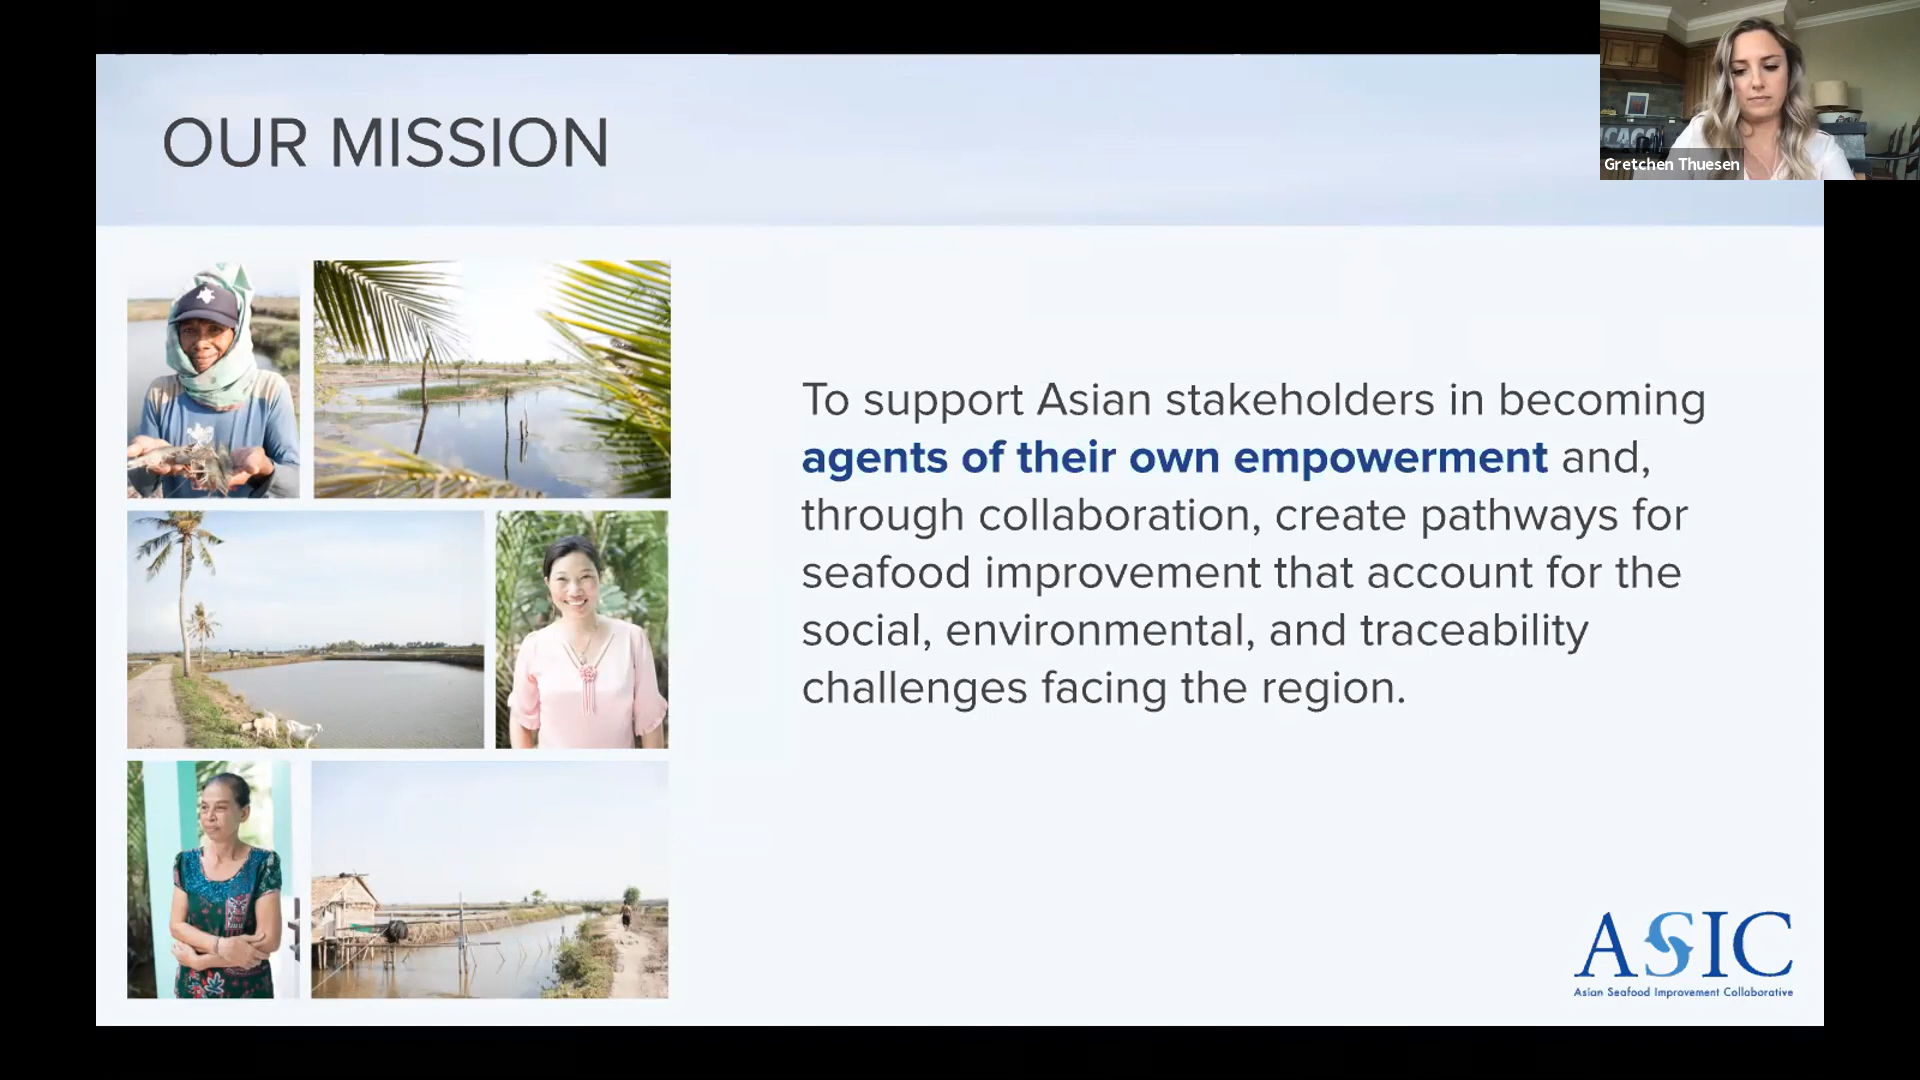 OUR MISSION
Gretchen Thuesen
To support Asian stakeholders in becoming
agents of their own empowerment and,
through collaboration, create pathways for
seafood improvement that account for the
social, environmental, and traceability
challenges facing the region.
ASIC
Asian Seafood Improvement Collaborative